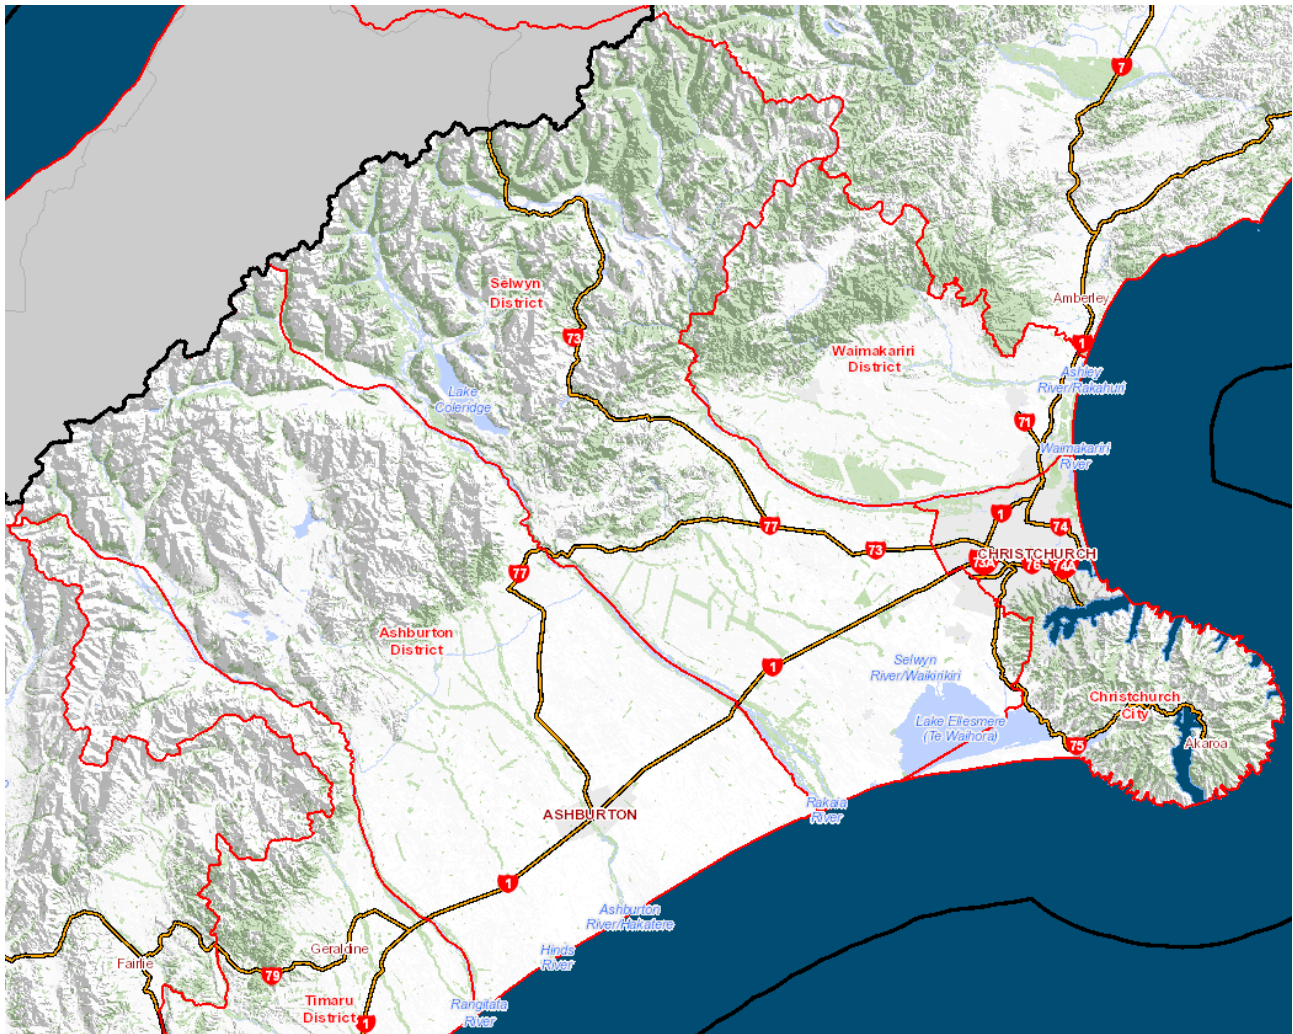 7
Selwyn
District
Amberley
73
1
Waimakariri
District
Ashley
River/Rakahuri
Lake
Coleridge
71
Waimakariri
River
1
74
77
73
CHRISTCHURCH
73A
76
74A
77
Ashburton
District
1
Selwyn
River/Waikirikiri
Christchurch
City
Lake Ellesmere
(Te Waihora)
75
Akaroa
Rakaia
River
ASHBURTON
1
Ashburton
River/Hakatere
Geraldine
Hinds
River
Fairlie
79
Timaru
District
Rangitata
River
1